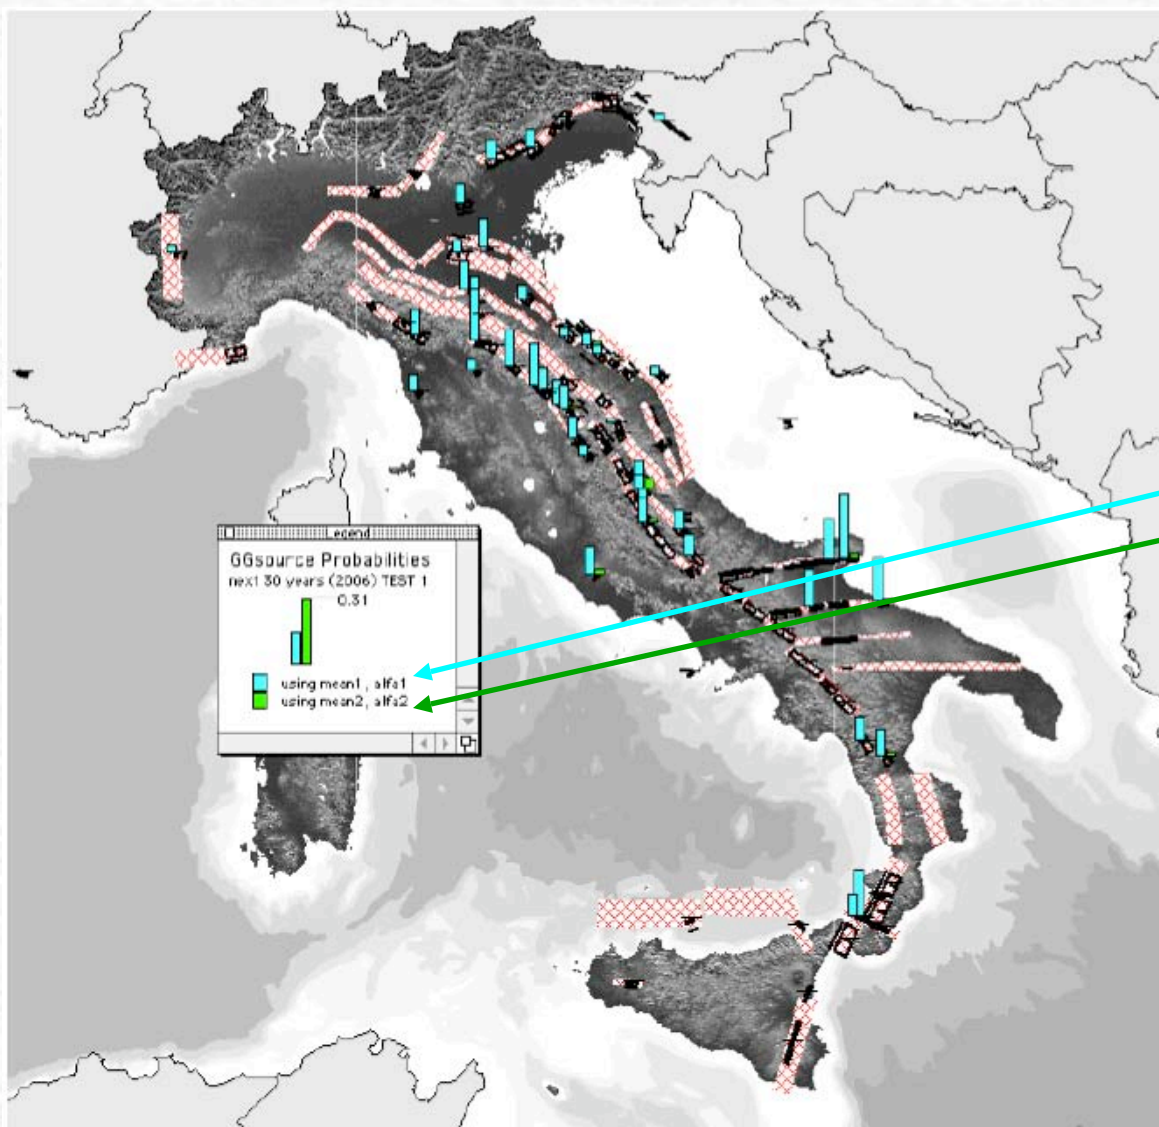 Legend
GGsource Probabilities
next 30 years (2006) TEST 1
0.31
using mean1, alfa1
using mean2, alfa2